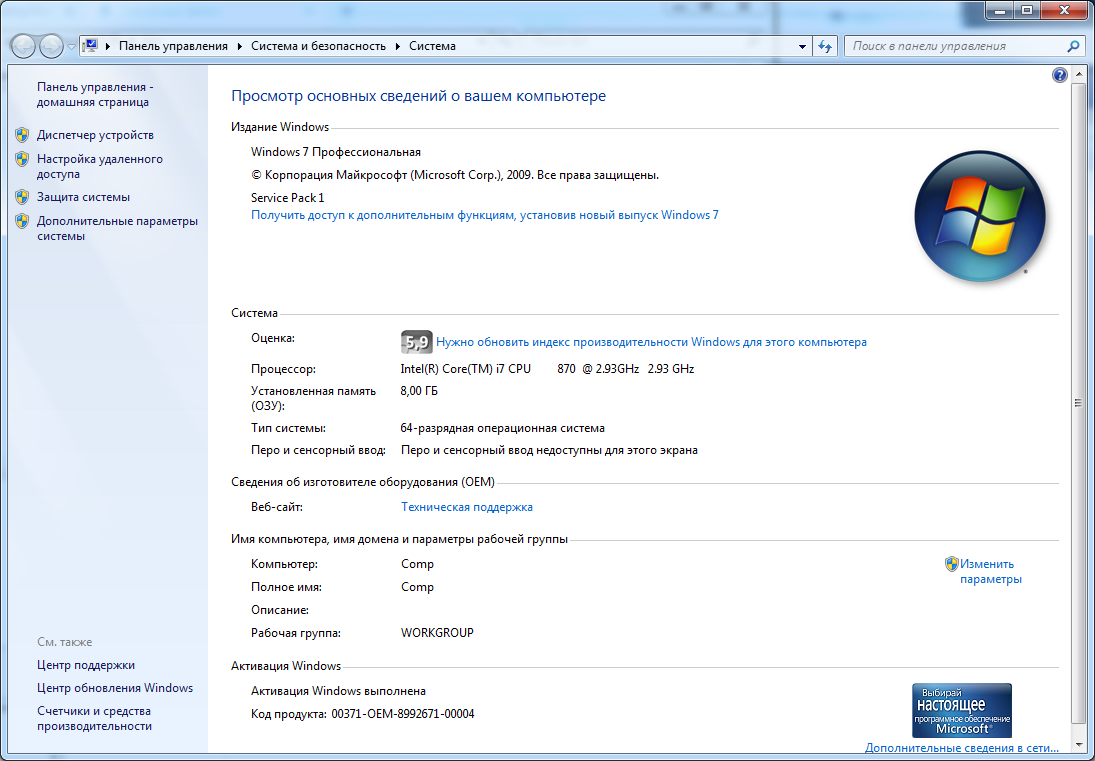 Панель управления ▸ Система и безопасность ▸ Система
Поиск в панели управления
Панель управления -
домашняя страница
Диспетчер устройств
Настройка удаленного
доступа
Защита системы
Дополнительные параметры
системы
См. также
Центр поддержки
Центр обновления Windows
Счетчики и средства
производительности
Просмотр основных сведений о вашем компьютере
Издание Windows
Windows 7 Профессиональная
© Корпорация Майкрософт (Microsoft Corp.), 2009. Все права защищены.
Service Pack 1
Получить доступ к дополнительным функциям, установив новый выпуск Windows 7
Система
Оценка: 5,9 Нужно обновить индекс производительности Windows для этого компьютера
Процессор: Intel(R) Core(TM) i7 CPU 870 @ 2.93GHz 2.93 GHz
Установленная память
(ОЗУ): 8,00 ГБ
Тип системы: 64-разрядная операционная система
Перо и сенсорный ввод: Перо и сенсорный ввод недоступны для этого экрана
Сведения об изготовителе оборудования (OEM)
Веб-сайт: Техническая поддержка
Имя компьютера, имя домена и параметры рабочей группы
Компьютер: Comp
Изменить
параметры
Полное имя: Comp
Описание:
Рабочая группа: WORKGROUP
Активация Windows
Активация Windows выполнена
Код продукта: 00371-OEM-8992671-00004
Выбирай
настоящее
программное обеспечение
Microsoft®
Дополнительные сведения в сети...